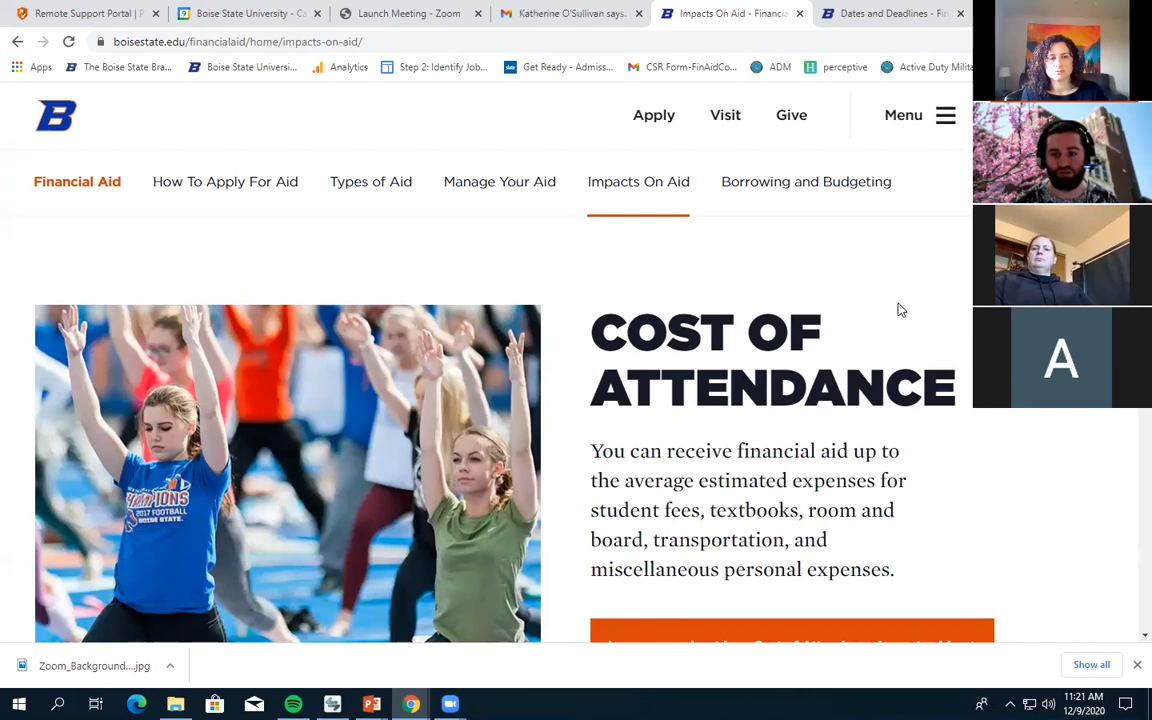 Remote Support Portal | P
Boise State University - Ca
Launch Meeting - Zoom
Katherine O'Sullivan says.
Impacts On Aid - Financia
Dates and Deadlines - Fin
boisestate.edu/financialaid/home/impacts-on-aid/
Apps
The Boise State Bra...
Boise State Universi...
Analytics
Step 2: Identify Job...
Get Ready - Admiss...
CSR Form-FinAidCo...
ADM
perceptive
Active Duty Milita
B
Apply
Visit
Give
Menu
Financial Aid
How To Apply For Aid
Types of Aid
Manage Your Aid
Impacts On Aid
Borrowing and Budgeting
A
CHAMPIONS
2017 FOOTBALL
BOISE STATE.
COST OF
ATTENDANCE
You can receive financial aid up to
the average estimated expenses for
student fees, textbooks, room and
board, transportation, and
miscellaneous personal expenses.
Zoom_Background....jpg
Show all
11:21 AM
12/9/2020